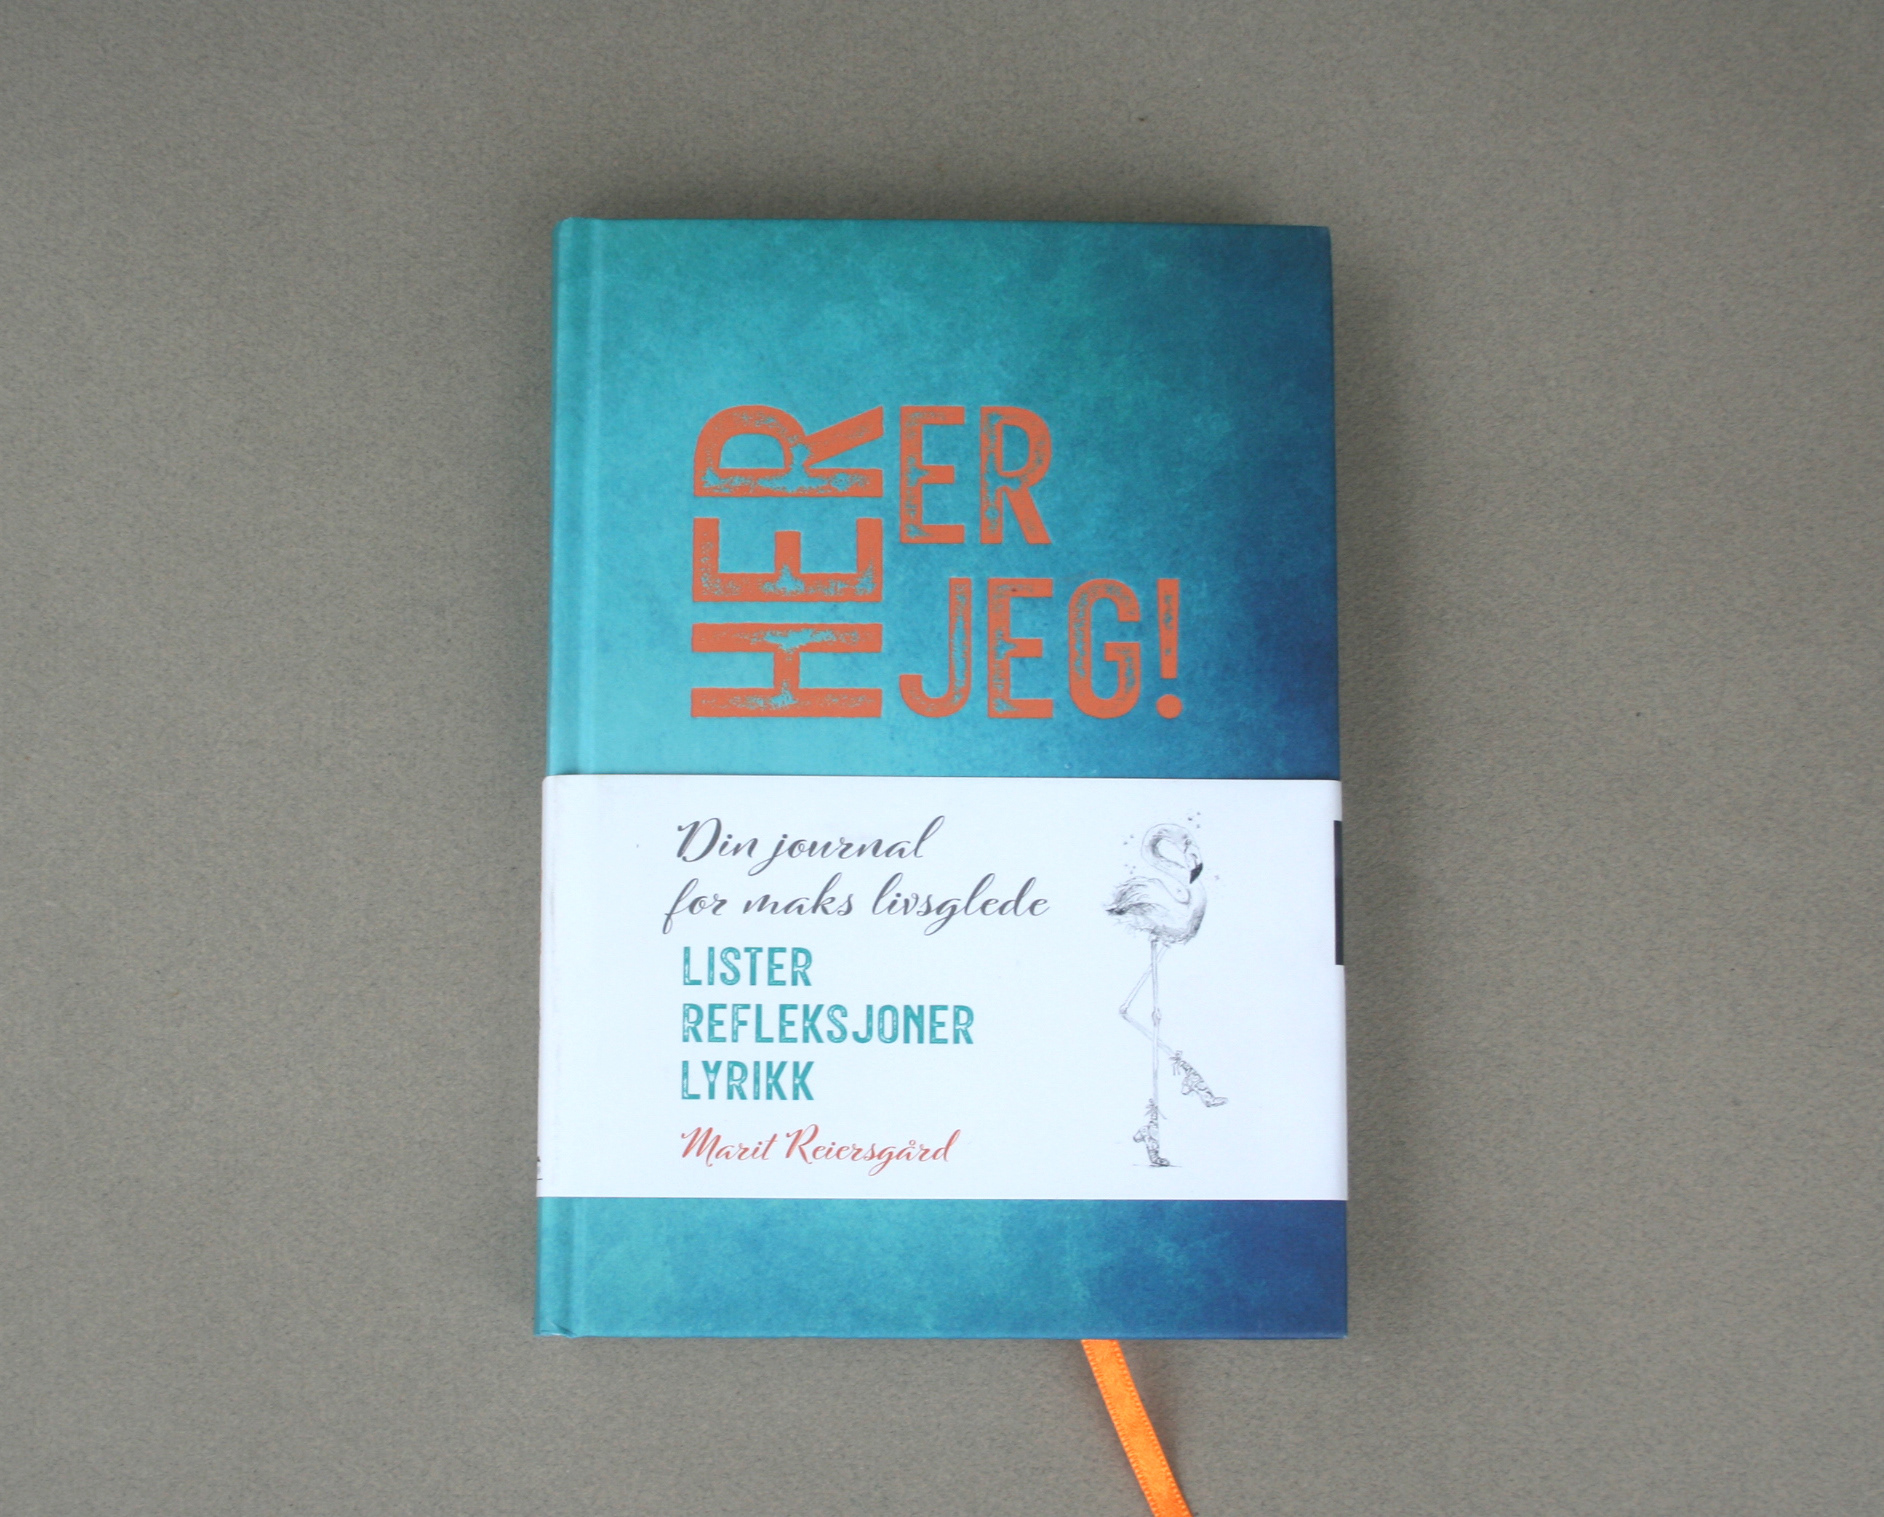 HER
ER
JEG!
Din journal
for maks livsglede
LISTER
REFLEKSJONER
LYRIKK
Marit Reiersgård